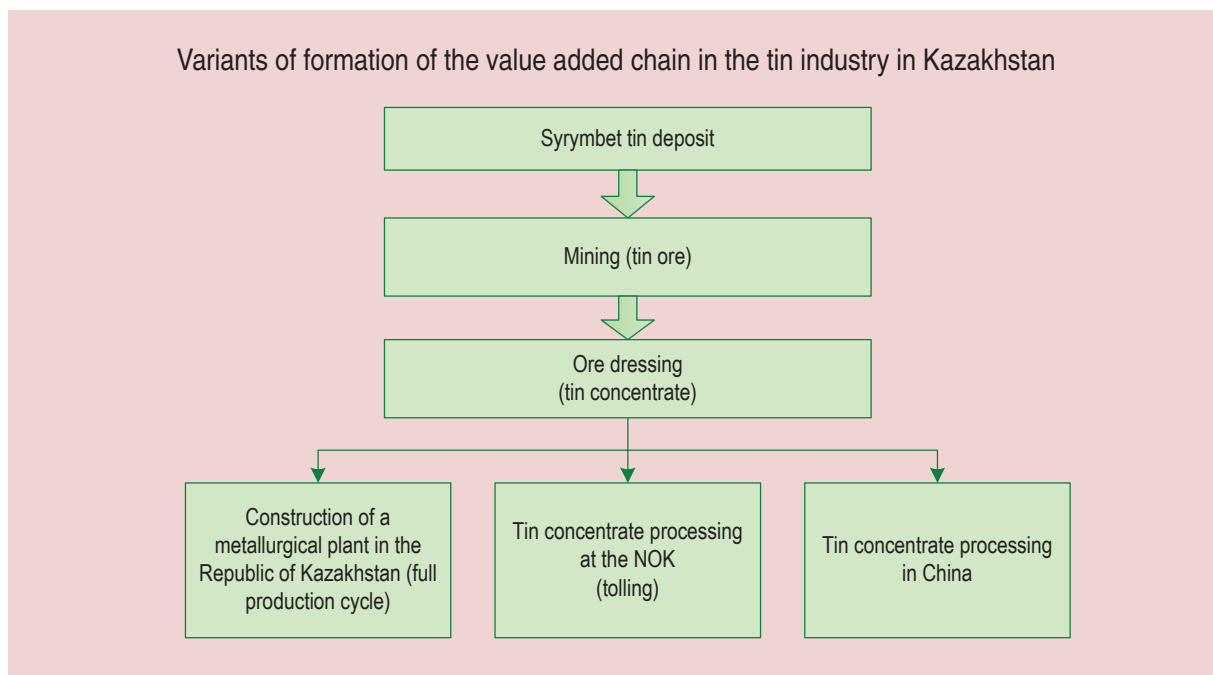 Variants of formation of the value added chain in the tin industry in Kazakhstan
Syrymbet tin deposit
Mining (tin ore)
Ore dressing
(tin concentrate)
Construction of a
metallurgical plant in the
Republic of Kazakhstan (full
production cycle)
Tin concentrate processing
at the NOK
(tolling)
Tin concentrate processing
in China